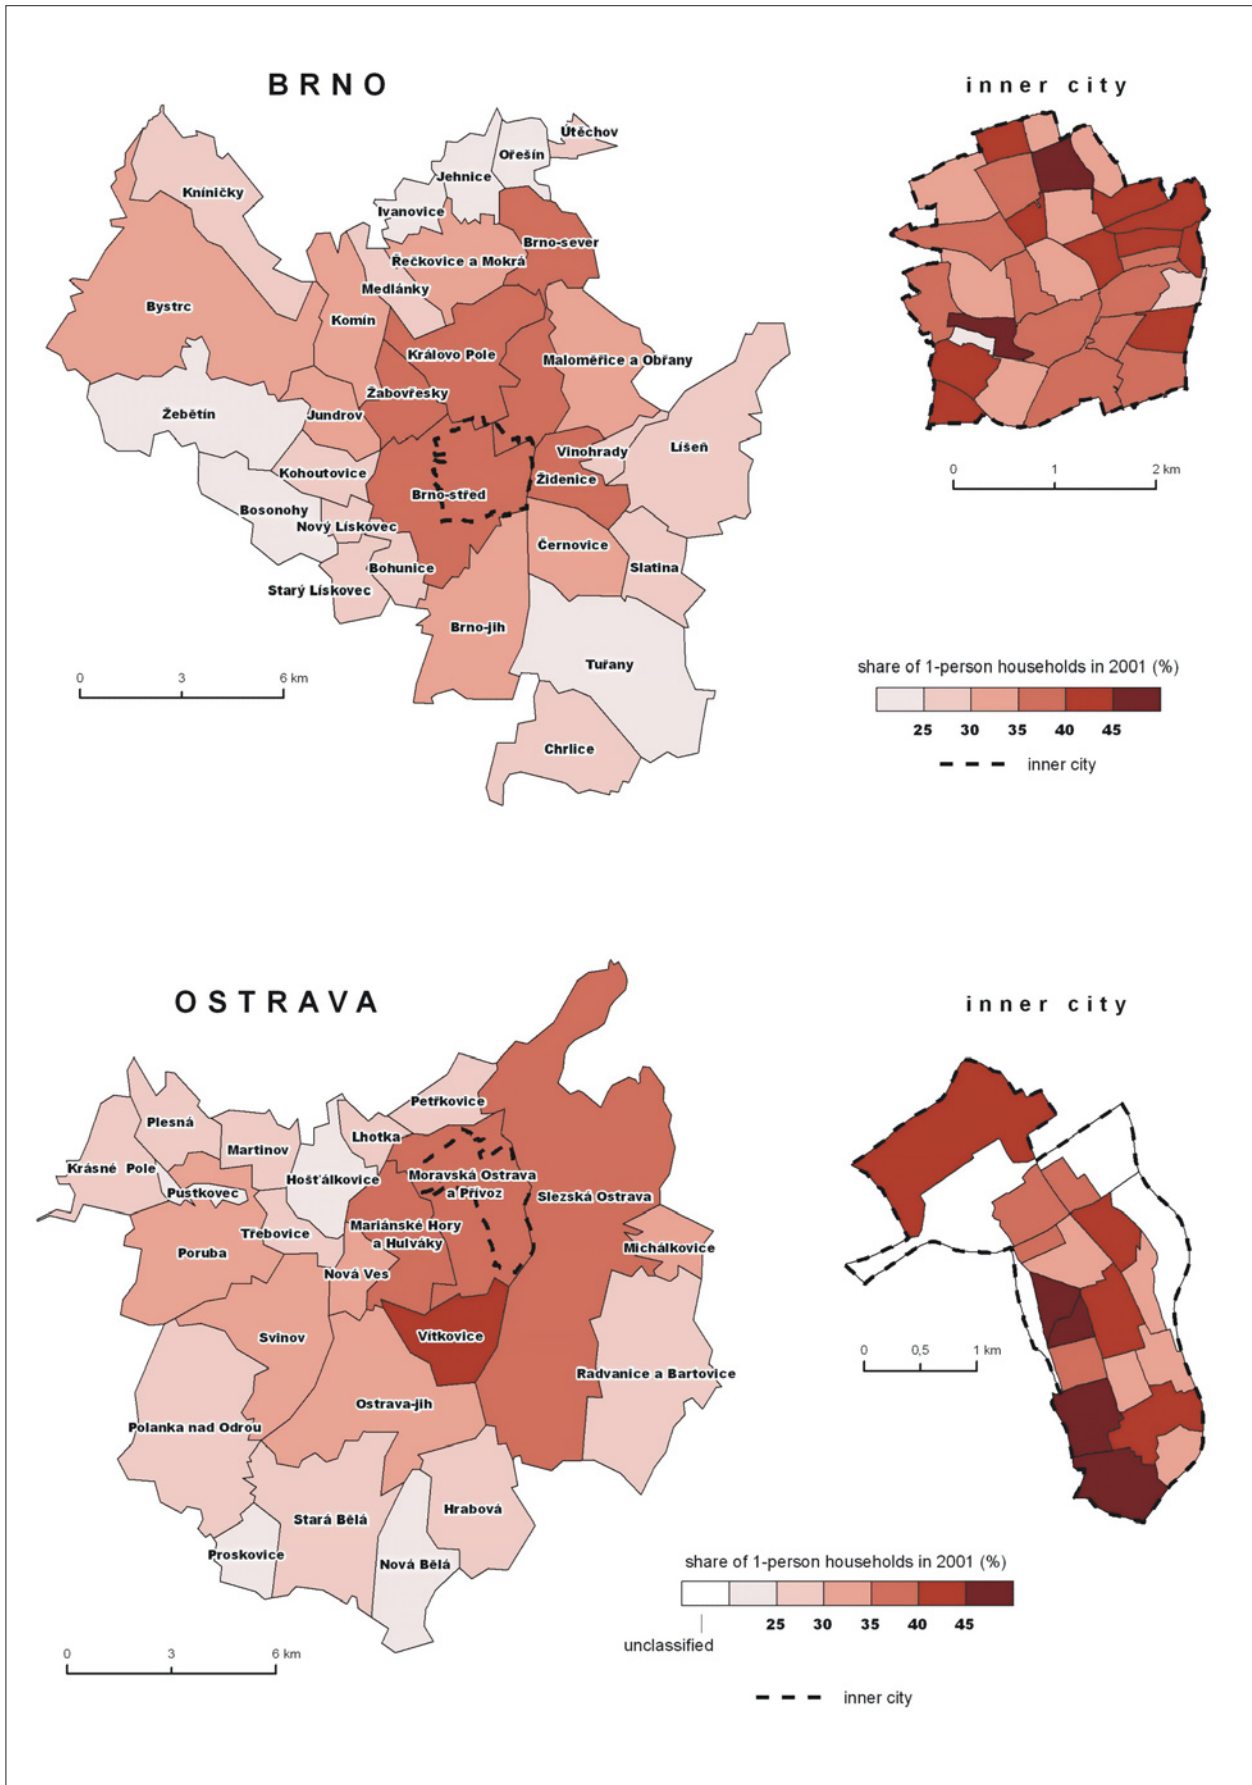 BRNO
inner city
Útěchov
Ořešín
Jehnice
Kníničky
Ivanovice
Brno-sever
Řečkovice a Mokrá
Medlánky
Bystrc
Komín
Královo Pole
Maloměřice a Obřany
Žabovřesky
Žebětín
Jundrov
Vinohrady
Líšeň
Kohoutovice
Židenice
Brno-střed
Bosonohy
Nový Lískovec
Černovice
Bohunice
Slatina
Starý Lískovec
Brno-jih
Tuřany
Chrlice
0 3 6 km
0 1 2 km
share of 1-person households in 2001 (%)
25 30 35 40 45
inner city
OSTRAVA
inner city
Petřkovice
Plesná
Lhotka
Martinov
Krásné Pole
Hošťálkovice
Moravská Ostrava
a Přívoz
Pustkovec
Slezská Ostrava
Mariánské Hory
a Hulváky
Třebovice
Poruba
Michálkovice
Nová Ves
Svinov
Vítkovice
Radvanice a Bartovice
Ostrava-jih
Polanka nad Odrou
Hrabová
Stará Bělá
Proskovice
Nová Bělá
0 3 6 km
0 0,5 1 km
share of 1-person households in 2001 (%)
25 30 35 40 45
unclassified
inner city